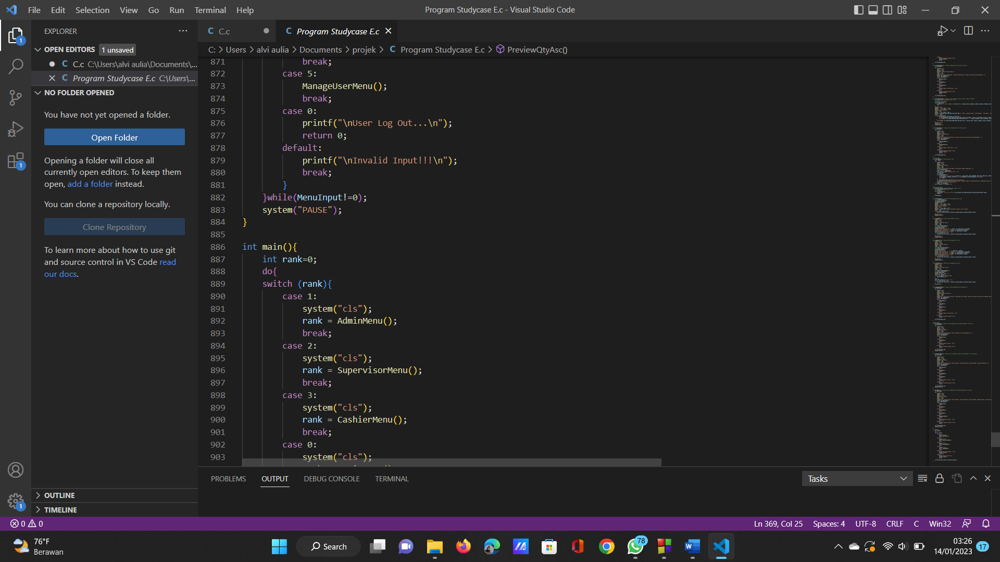 File Edit Selection View Go Run Terminal Help
Program Studycase E.c - Visual Studio Code
EXPLORER
OPEN EDITORS 1 unsaved
C C.c C:\Users\alvi aulia\Documents\...
C Program Studycase E.c C:\Users\...
NO FOLDER OPENED
You have not yet opened a folder.
Open Folder
Opening a folder will close all
currently open editors. To keep them
open, add a folder instead.
You can clone a repository locally.
Clone Repository
To learn more about how to use git
and source control in VS Code read
our docs.
OUTLINE
TIMELINE
1
1
1
C C.c
C Program Studycase E.c
C: > Users > alvi aulia > Documents > projek > C Program Studycase E.c > PreviewQtyAsc()
871 break;
872 case 5:
873 ManageUserMenu();
874 break;
875 case 0:
876 printf("\nUser Log Out...\n");
877 return 0;
878 default:
879 printf("\nInvalid Input!!!\n");
880 break;
881 }
882 }while(MenuInput!=0);
883 system("PAUSE");
884 }
885
886 int main(){
887 int rank=0;
888 do{
889 switch (rank){
890 case 1:
891 system("cls");
892 rank = AdminMenu();
893 break;
894 case 2:
895 system("cls");
896 rank = SupervisorMenu();
897 break;
898 case 3:
899 system("cls");
900 rank = CashierMenu();
901 break;
902 case 0:
903 system("cls");
PROBLEMS OUTPUT DEBUG CONSOLE TERMINAL
Tasks
0 0
Ln 369, Col 25 Spaces: 4 UTF-8 CRLF C Win32
76°F
Berawan
Search
78
03:26
14/01/2023
17